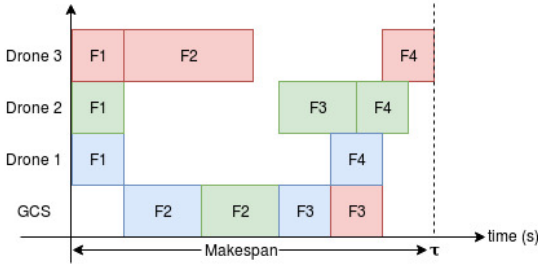 Drone 3 F1 F2 F4
Drone 2 F1 F3 F4
Drone 1 F1 F4
GCS F2 F2 F3 F3
time (s)
Makespan τ